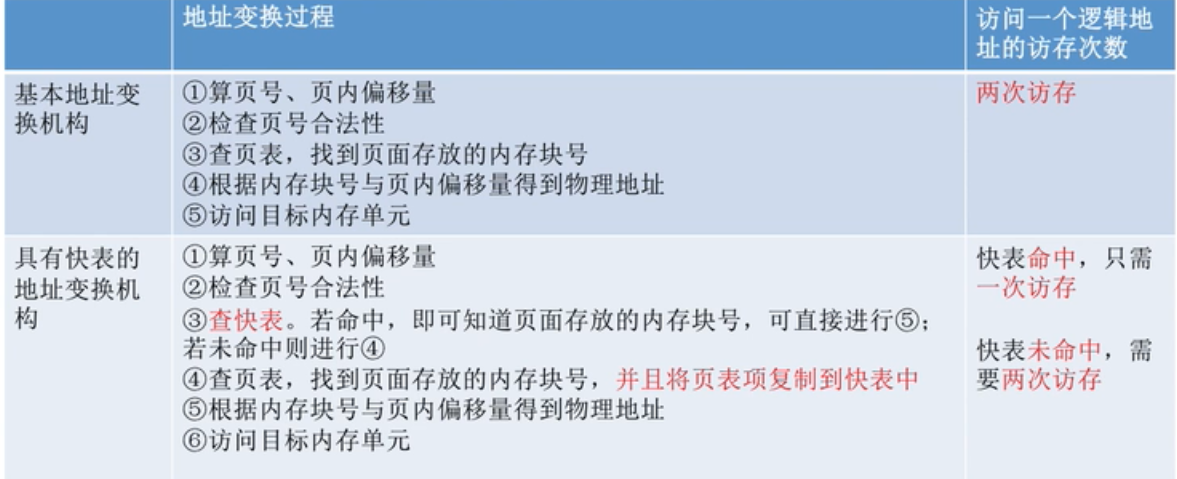 地址变换过程
访问一个逻辑地
址的访存次数
基本地址变
换机构
①算页号、页内偏移量
②检查页号合法性
③查页表，找到页面存放的内存块号
④根据内存块号与页内偏移量得到物理地址
⑤访问目标内存单元
两次访存
具有快表的
地址变换机
构
①算页号、页内偏移量
②检查页号合法性
③查快表。若命中，即可知道页面存放的内存块号，可直接进行⑤；
若未命中则进行④
④查页表，找到页面存放的内存块号，并且将页表项复制到快表中
⑤根据内存块号与页内偏移量得到物理地址
⑥访问目标内存单元
快表命中，只需
一次访存
快表未命中，需
要两次访存